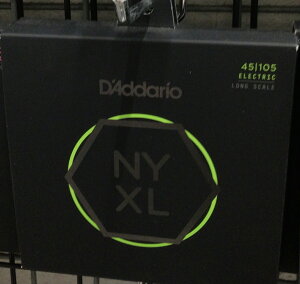 D'Addario
45|105
ELECTRIC
LONG SCALE
NY
XL